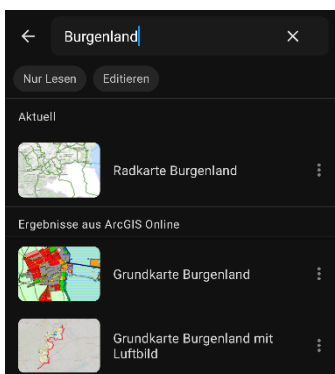 Burgenland
Nur Lesen
Editieren
Aktuell
Radkarte Burgenland
Ergebnisse aus ArcGIS Online
Grundkarte Burgenland
Grundkarte Burgenland mit
Luftbild